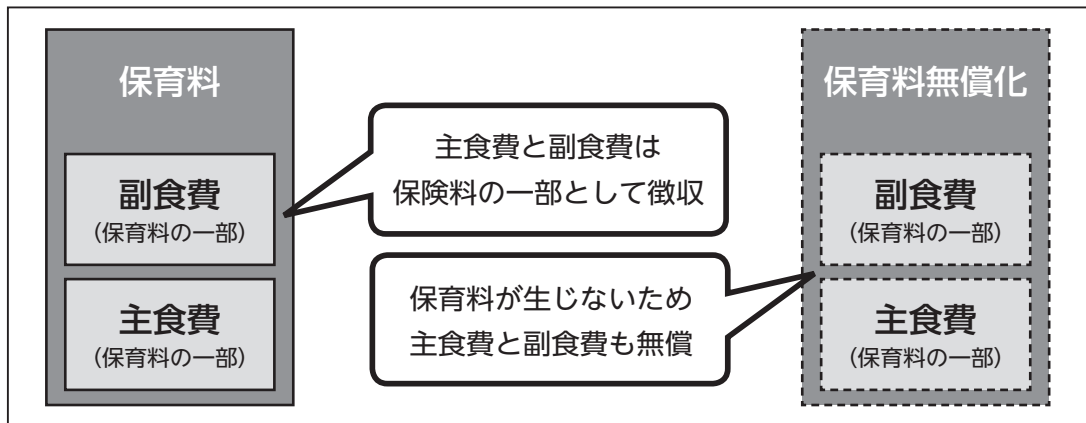 保育料
副食費
(保育料の一部)
主食費
(保育料の一部)
主食費と副食費は
保険料の一部として徴収
保育料が生じないため
主食費と副食費も無償
保育料無償化
副食費
(保育料の一部)
主食費
(保育料の一部)